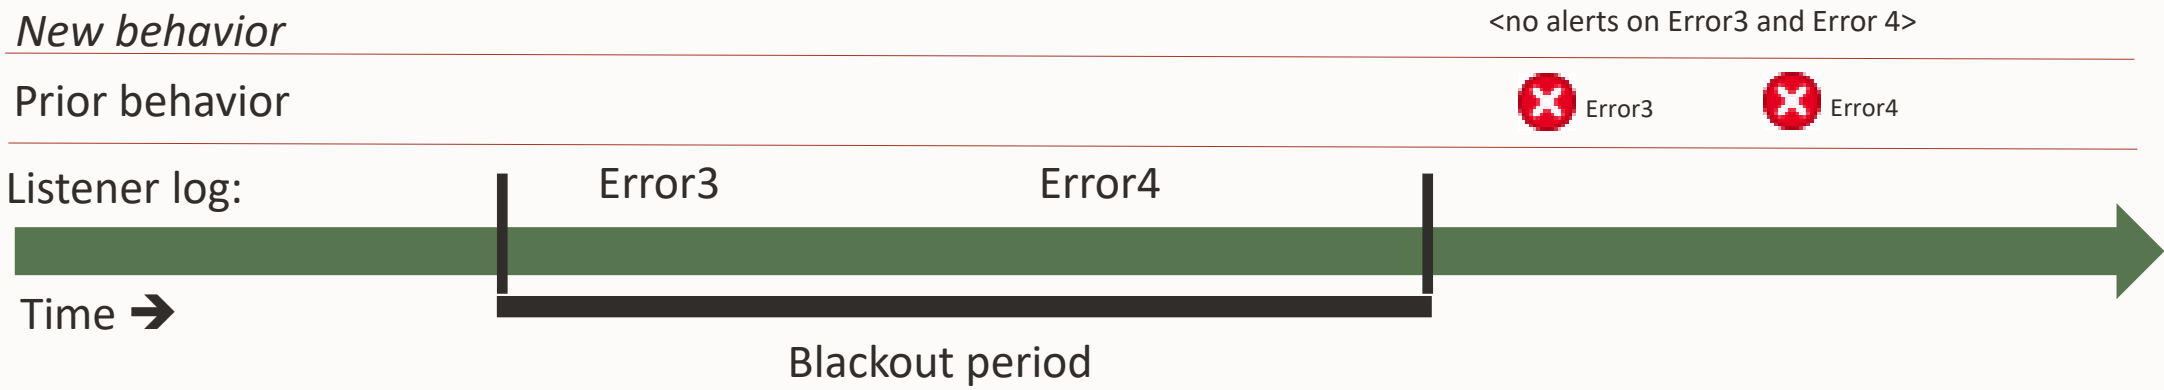 New behavior
<no alerts on Error3 and Error 4>
Prior behavior
Error3
Error4
Listener log:
Error3
Error4
Time →
Blackout period